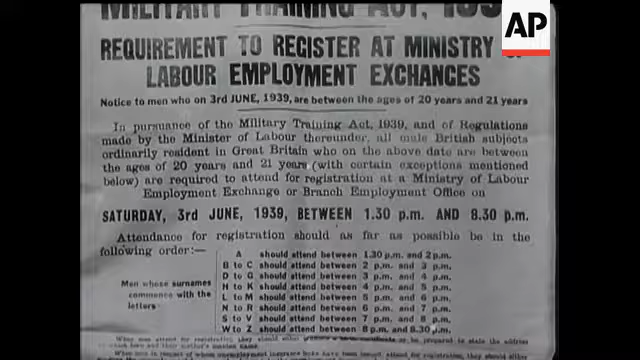 MILITARY TRAINING ACT, 193
AP
REQUIREMENT TO REGISTER AT MINISTRY OF
LABOUR EMPLOYMENT EXCHANGES
Notice to men who on 3rd JUNE, 1939, are between the ages of 20 years and 21 years
In pursuance of the Military Training Act, 1939, and of Regulations
made by the Minister of Labour thereunder, all male British subjects
ordinarily resident in Great Britain who on the above date are between
the ages of 20 years and 21 years (with certain exceptions mentioned
below) are required to attend for registration at a Ministry of Labour
Employment Exchange or Branch Employment Office on
SATURDAY, 3rd JUNE, 1939, BETWEEN 1.30 p.m. AND 8.30 p.m.
Attendance for registration should as far as possible be in the
following order:—
Men whose surnames
commence with the
letters
A should attend between 1.30 p.m. and 2 p.m.
B to C should attend between 2 p.m. and 3 p.m.
D to G should attend between 3 p.m. and 4 p.m.
H to K should attend between 4 p.m. and 5 p.m.
L to M should attend between 5 p.m. and 6 p.m.
N to R should attend between 6 p.m. and 7 p.m.
S to V should attend between 7 p.m. and 8 p.m.
W to Z should attend between 8 p.m. and 8.30 p.m.